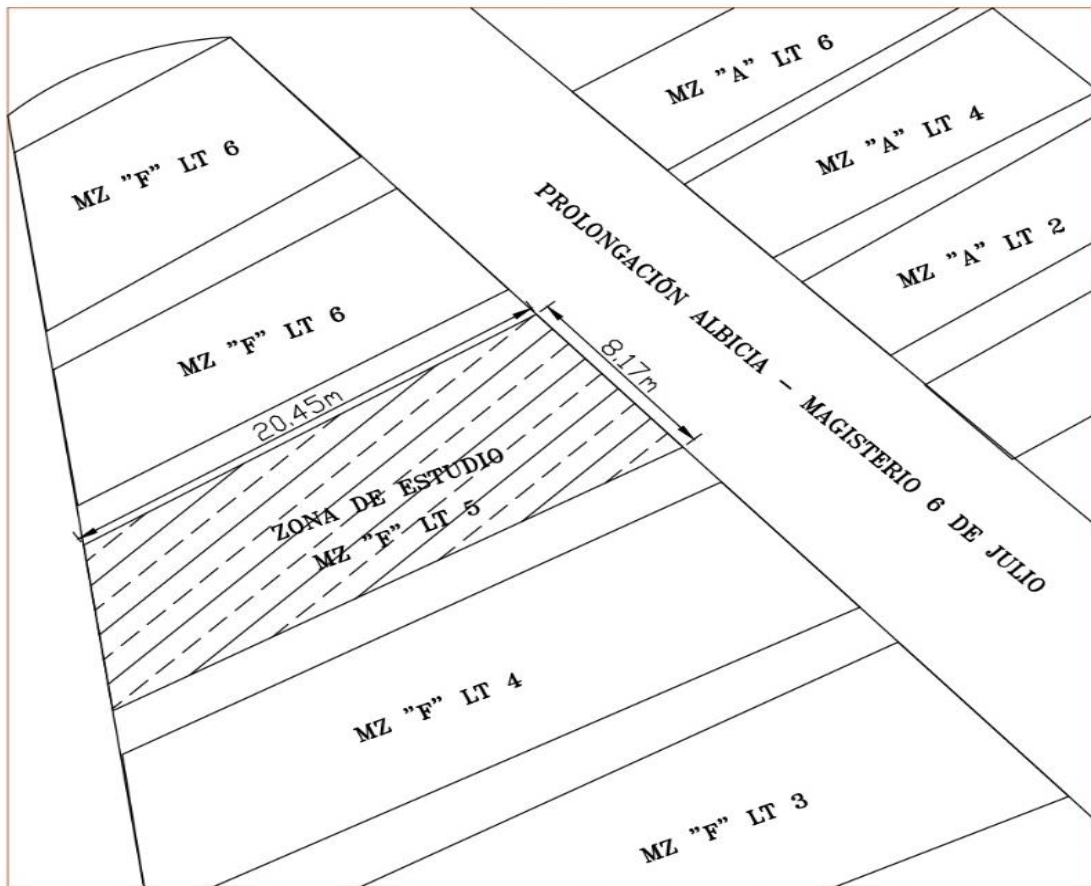 MZ "A" LT 6
MZ "A" LT 4
MZ "F" LT 6
MZ "A" LT 2
PROLONGACIÓN ALBICIA - MAGISTERIO 6 DE JULIO
MZ "F" LT 6
8,17m
20,45m
ZONA DE ESTUDIO
MZ "F" LT 5
MZ "F" LT 4
MZ "F" LT 3